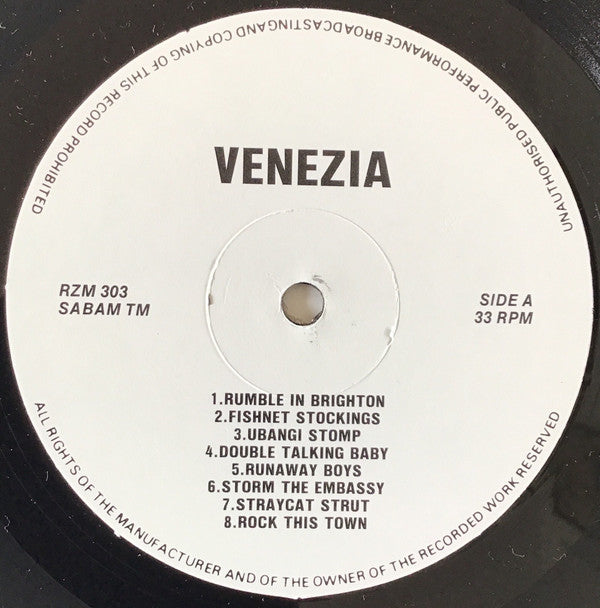 UNAUTHORISED PUBLIC PERFORMANCE BROADCASTING AND COPYING OF THIS RECORD PROHIBITED
VENEZIA
RZM 303
SABAM TM
SIDE A
33 RPM
1.RUMBLE IN BRIGHTON
2.FISHNET STOCKINGS
3.UBANGI STOMP
4.DOUBLE TALKING BABY
5.RUNAWAY BOYS
6.STORM THE EMBASSY
7.STRAYCAT STRUT
8.ROCK THIS TOWN
ALL RIGHTS OF THE MANUFACTURER AND OF THE OWNER OF THE RECORDED WORK RESERVED